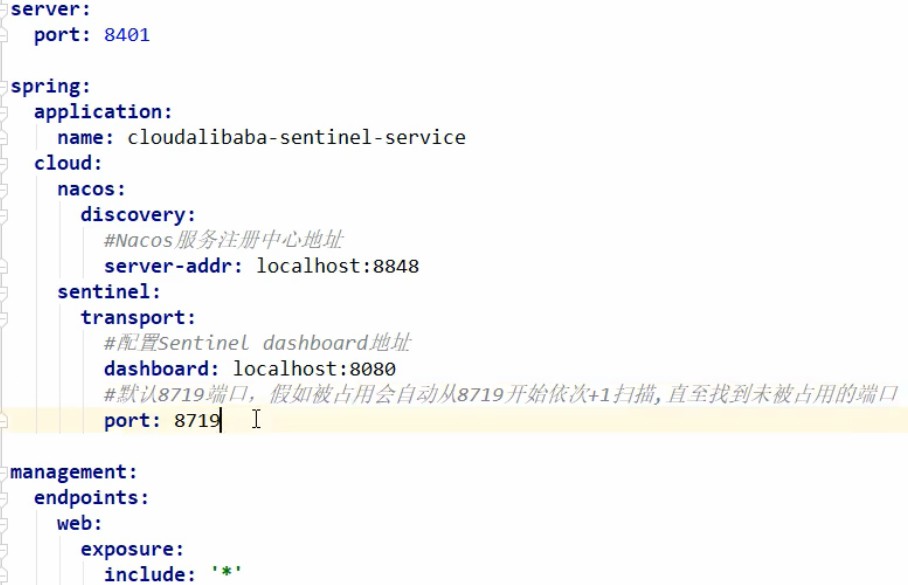 server:
port: 8401
spring:
application:
name: cloudalibaba-sentinel-service
cloud:
nacos:
discovery:
#Nacos服务注册中心地址
server-addr: localhost:8848
sentinel:
transport:
#配置Sentinel dashboard地址
dashboard: localhost:8080
#默认8719端口，假如被占用会自动从8719开始依次+1扫描,直至找到未被占用的端口
port: 8719
management:
endpoints:
web:
exposure:
include: '*'